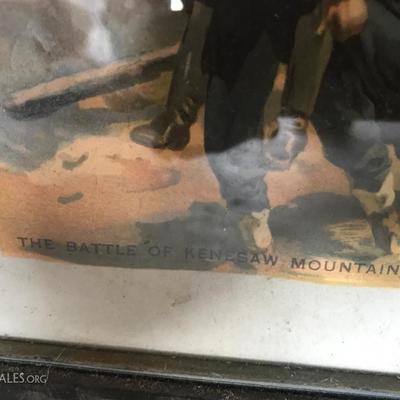 THE BATTLE OF KENESAW MOUNTAIN
ALES.ORG